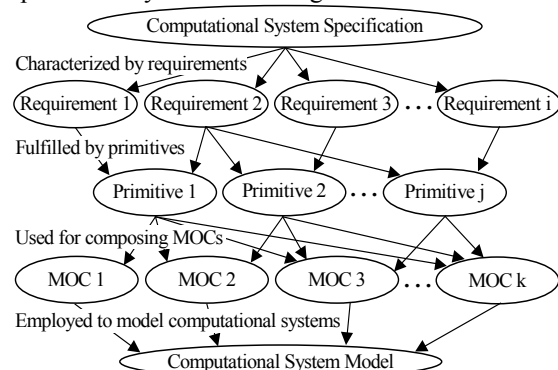 Computational System Specification
Characterized by requirements
Requirement 1 Requirement 2 Requirement 3 ... Requirement i
Fulfilled by primitives
Primitive 1 Primitive 2 ... Primitive j
Used for composing MOCs
MOC 1 MOC 2 MOC 3 ... MOC k
Employed to model computational systems
Computational System Model